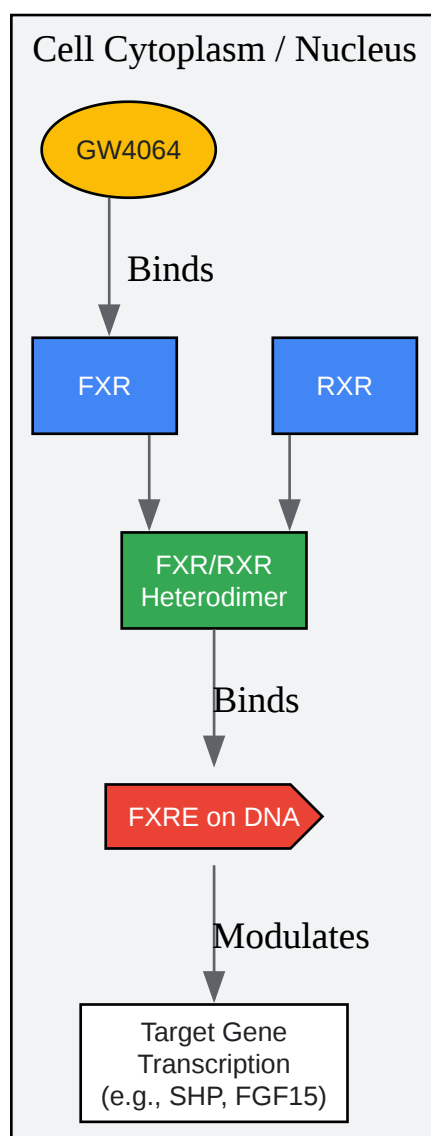 Cell Cytoplasm / Nucleus
GW4064
Binds
FXR
RXR
FXR/RXR
Heterodimer
Binds
FXRE on DNA
Modulates
Target Gene
Transcription
(e.g., SHP, FGF15)